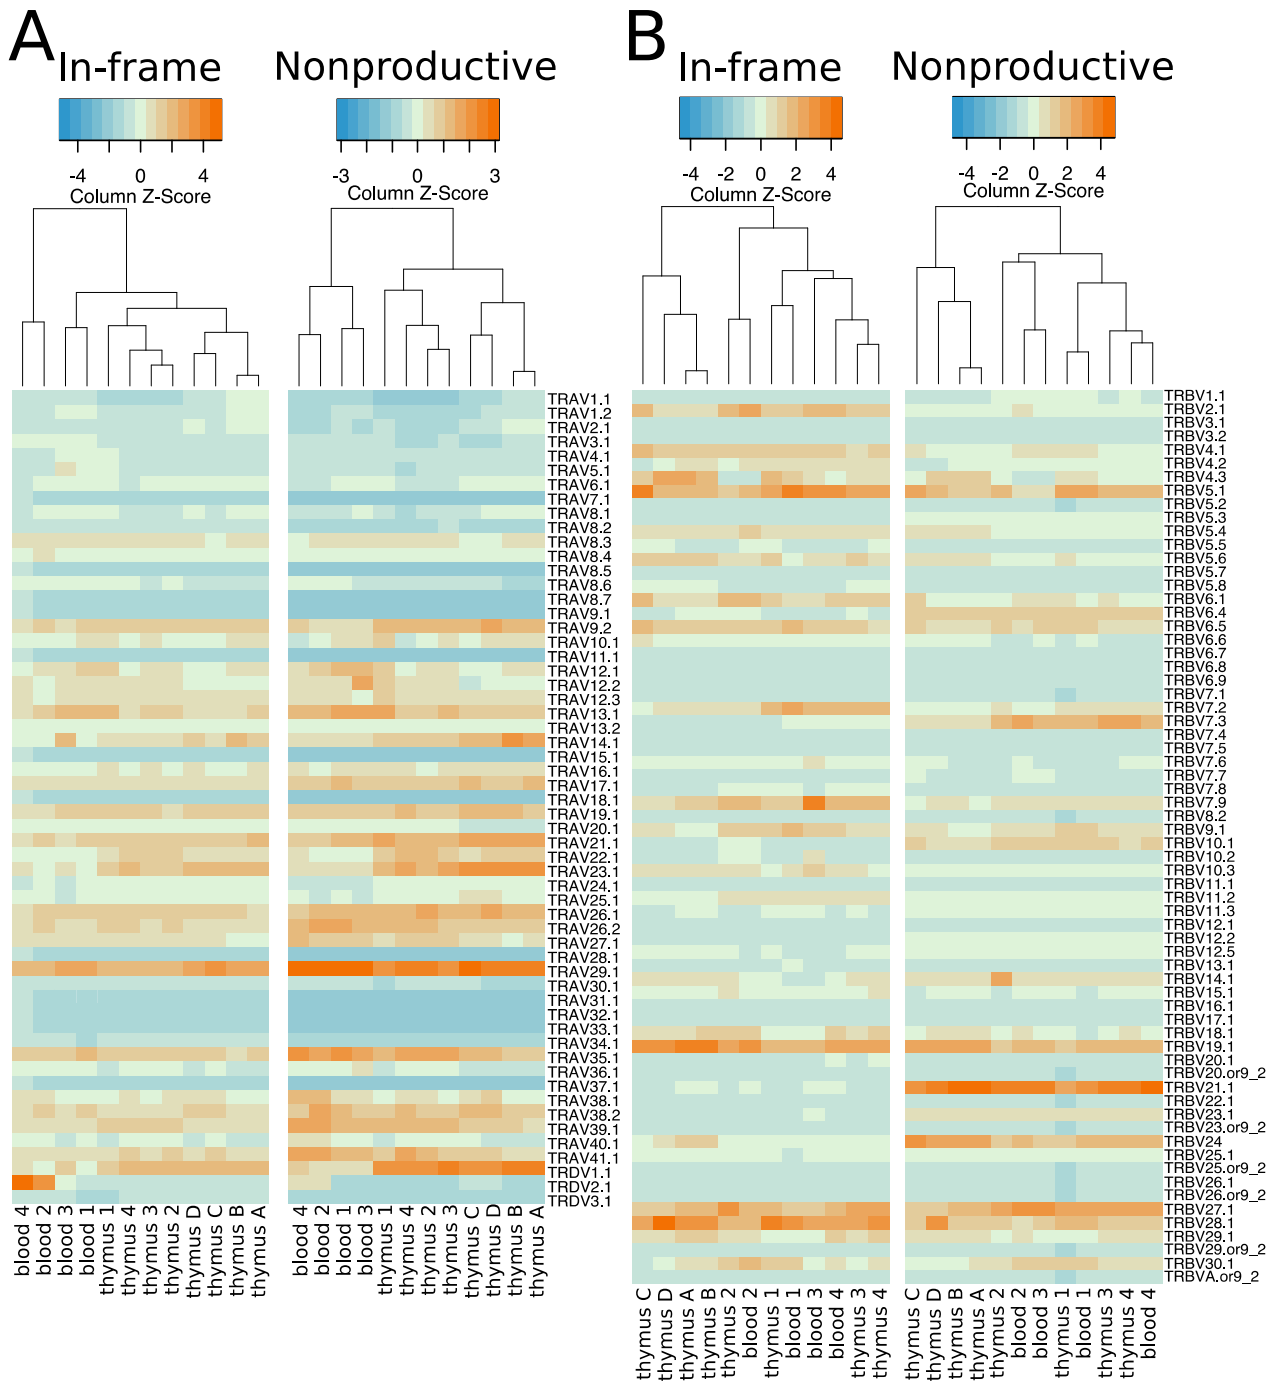 A
In-frame
Nonproductive
-4 0 4
Column Z-Score
-3 0 3
Column Z-Score
TRAV1.1
TRAV1.2
TRAV2.1
TRAV3.1
TRAV4.1
TRAV5.1
TRAV6.1
TRAV7.1
TRAV8.1
TRAV8.2
TRAV8.3
TRAV8.4
TRAV8.5
TRAV8.6
TRAV8.7
TRAV9.1
TRAV9.2
TRAV10.1
TRAV11.1
TRAV12.1
TRAV12.2
TRAV12.3
TRAV13.1
TRAV13.2
TRAV14.1
TRAV15.1
TRAV16.1
TRAV17.1
TRAV18.1
TRAV19.1
TRAV20.1
TRAV21.1
TRAV22.1
TRAV23.1
TRAV24.1
TRAV25.1
TRAV26.1
TRAV26.2
TRAV27.1
TRAV28.1
TRAV29.1
TRAV30.1
TRAV31.1
TRAV32.1
TRAV33.1
TRAV34.1
TRAV35.1
TRAV36.1
TRAV37.1
TRAV38.1
TRAV38.2
TRAV39.1
TRAV40.1
TRAV41.1
TRDV1.1
TRDV2.1
TRDV3.1
blood 4
blood 2
blood 3
blood 1
thymus 1
thymus 4
thymus 3
thymus 2
thymus D
thymus C
thymus B
thymus A
blood 4
blood 2
blood 1
blood 3
thymus 1
thymus 4
thymus 2
thymus 3
thymus C
thymus D
thymus B
thymus A
B
In-frame
Nonproductive
-4 -2 0 2 4
Column Z-Score
-4 -2 0 2 4
Column Z-Score
TRBV1.1
TRBV2.1
TRBV3.1
TRBV3.2
TRBV4.1
TRBV4.2
TRBV4.3
TRBV5.1
TRBV5.2
TRBV5.3
TRBV5.4
TRBV5.5
TRBV5.6
TRBV5.7
TRBV5.8
TRBV6.1
TRBV6.4
TRBV6.5
TRBV6.6
TRBV6.7
TRBV6.8
TRBV6.9
TRBV7.1
TRBV7.2
TRBV7.3
TRBV7.4
TRBV7.5
TRBV7.6
TRBV7.7
TRBV7.8
TRBV7.9
TRBV8.2
TRBV9.1
TRBV10.1
TRBV10.2
TRBV10.3
TRBV11.1
TRBV11.2
TRBV11.3
TRBV12.1
TRBV12.2
TRBV12.5
TRBV13.1
TRBV14.1
TRBV15.1
TRBV16.1
TRBV17.1
TRBV18.1
TRBV19.1
TRBV20.1
TRBV20.or9_2
TRBV21.1
TRBV22.1
TRBV23.1
TRBV23.or9_2
TRBV24
TRBV25.1
TRBV25.or9_2
TRBV26.1
TRBV26.or9_2
TRBV27.1
TRBV28.1
TRBV29.1
TRBV29.or9_2
TRBV30.1
TRBVA.or9_2
thymus C
thymus D
thymus A
thymus B
thymus 2
blood 2
thymus 1
blood 1
blood 3
blood 4
thymus 3
thymus 4
thymus C
thymus D
thymus B
thymus A
thymus 2
blood 2
blood 3
thymus 1
blood 1
thymus 3
thymus 4
blood 4